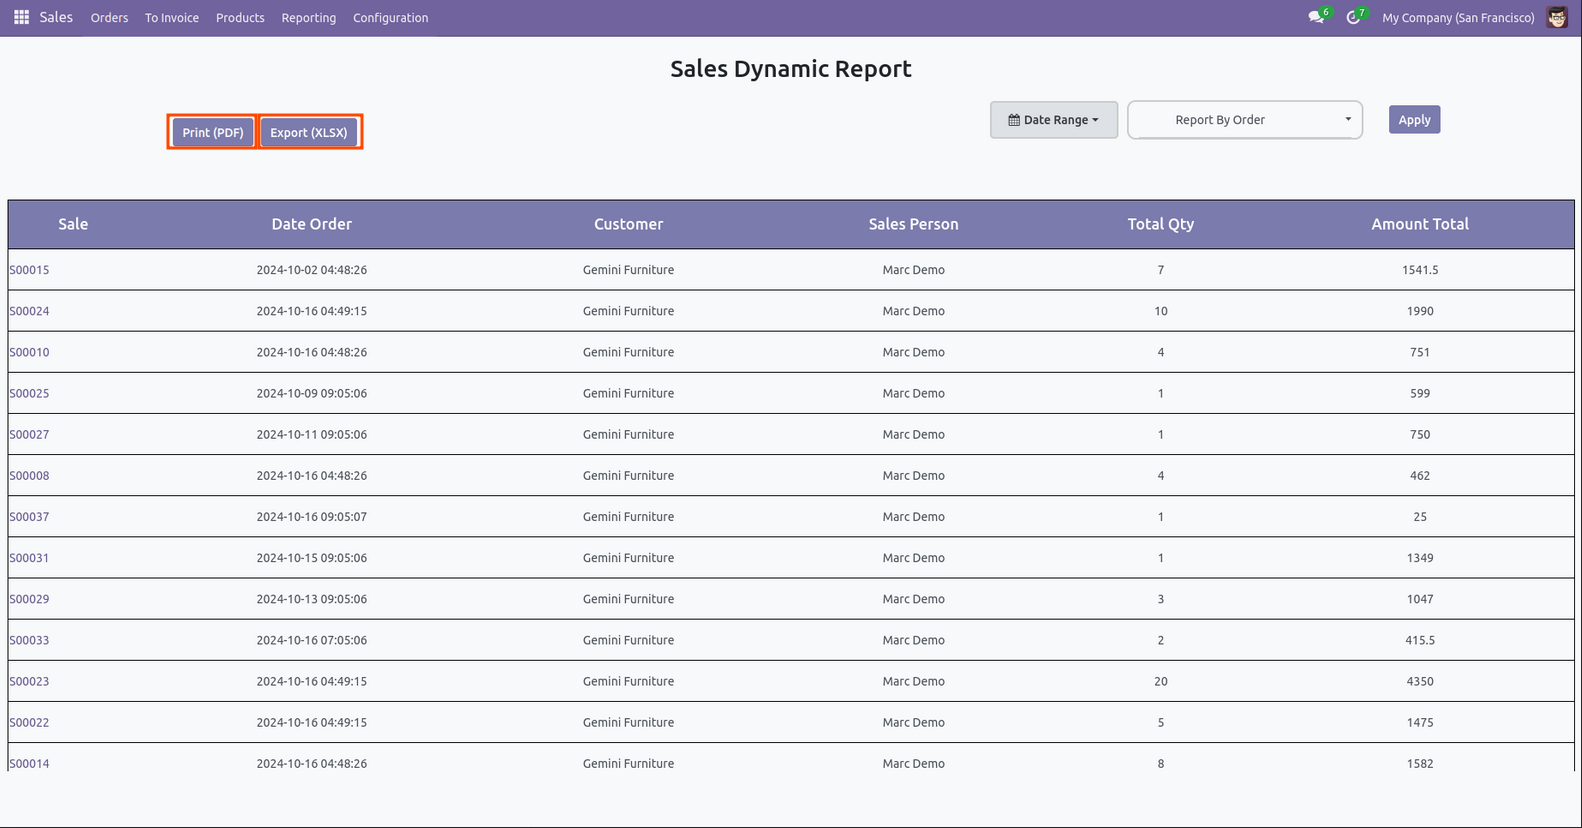 Sales Orders To Invoice Products Reporting Configuration 6 7 My Company (San Francisco)
Sales Dynamic Report
Print (PDF) Export (XLSX) Date Range Report By Order Apply
Sale Date Order Customer Sales Person Total Qty Amount Total
S00015 2024-10-02 04:48:26 Gemini Furniture Marc Demo 7 1541.5
S00024 2024-10-16 04:49:15 Gemini Furniture Marc Demo 10 1990
S00010 2024-10-16 04:48:26 Gemini Furniture Marc Demo 4 751
S00025 2024-10-09 09:05:06 Gemini Furniture Marc Demo 1 599
S00027 2024-10-11 09:05:06 Gemini Furniture Marc Demo 1 750
S00008 2024-10-16 04:48:26 Gemini Furniture Marc Demo 4 462
S00037 2024-10-16 09:05:07 Gemini Furniture Marc Demo 1 25
S00031 2024-10-15 09:05:06 Gemini Furniture Marc Demo 1 1349
S00029 2024-10-13 09:05:06 Gemini Furniture Marc Demo 3 1047
S00033 2024-10-16 07:05:06 Gemini Furniture Marc Demo 2 415.5
S00023 2024-10-16 04:49:15 Gemini Furniture Marc Demo 20 4350
S00022 2024-10-16 04:49:15 Gemini Furniture Marc Demo 5 1475
S00014 2024-10-16 04:48:26 Gemini Furniture Marc Demo 8 1582